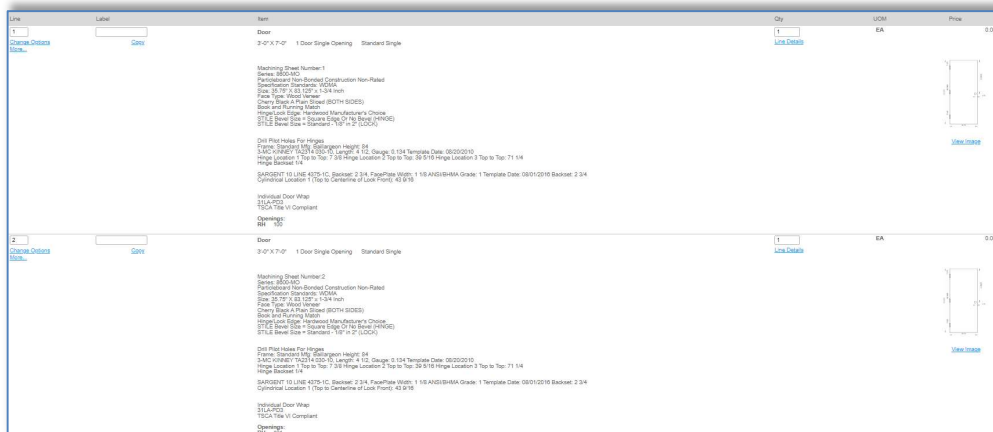 Line Label Item Qty UOM Price
1 Door 1 EA 0.0
Change Options Copy 3'-0" X 7'-0" 1 Door Single Opening Standard Single Line Details
More...
Machining Sheet Number:1
Series: 8600-MO
Particleboard Non-Bonded Construction Non-Rated
Specification Standards: WDMA
Size: 35.75" X 83.125" x 1-3/4 Inch
Face Type: Wood Veneer
Cherry Black A Plain Sliced (BOTH SIDES)
Book and Running Match
Hinge/Lock Edge: Hardwood Manufacturer's Choice
STILE Bevel Size = Square Edge Or No Bevel (HINGE)
STILE Bevel Size = Standard - 1/8" in 2" (LOCK)
Drill Pilot Holes For Hinges
Frame: Standard Mfg: Baillargeon Height: 84
3-MC KINNEY TA2314 030-10, Length: 4 1/2, Gauge: 0.134 Template Date: 08/20/2010
Hinge Location 1 Top to Top: 7 3/8 Hinge Location 2 Top to Top: 39 5/16 Hinge Location 3 Top to Top: 71 1/4
Hinge Backset 1/4
SARGENT 10 LINE 4375-1C, Backset: 2 3/4, FacePlate Width: 1 1/8 ANSI/BHMA Grade: 1 Template Date: 08/01/2016 Backset: 2 3/4
Cylindrical Location 1 (Top to Centerline of Lock Front): 43 9/16
Individual Door Wrap
31LA-PD3
TSCA Title VI Compliant
Openings:
RH 100
View Image
2 Door 1 EA 0.0
Change Options Copy 3'-0" X 7'-0" 1 Door Single Opening Standard Single Line Details
More...
Machining Sheet Number:2
Series: 8600-MO
Particleboard Non-Bonded Construction Non-Rated
Specification Standards: WDMA
Size: 35.75" X 83.125" x 1-3/4 Inch
Face Type: Wood Veneer
Cherry Black A Plain Sliced (BOTH SIDES)
Book and Running Match
Hinge/Lock Edge: Hardwood Manufacturer's Choice
STILE Bevel Size = Square Edge Or No Bevel (HINGE)
STILE Bevel Size = Standard - 1/8" in 2" (LOCK)
Drill Pilot Holes For Hinges
Frame: Standard Mfg: Baillargeon Height: 84
3-MC KINNEY TA2314 030-10, Length: 4 1/2, Gauge: 0.134 Template Date: 08/20/2010
Hinge Location 1 Top to Top: 7 3/8 Hinge Location 2 Top to Top: 39 5/16 Hinge Location 3 Top to Top: 71 1/4
Hinge Backset 1/4
SARGENT 10 LINE 4375-1C, Backset: 2 3/4, FacePlate Width: 1 1/8 ANSI/BHMA Grade: 1 Template Date: 08/01/2016 Backset: 2 3/4
Cylindrical Location 1 (Top to Centerline of Lock Front): 43 9/16
Individual Door Wrap
31LA-PD3
TSCA Title VI Compliant
Openings:
View Image